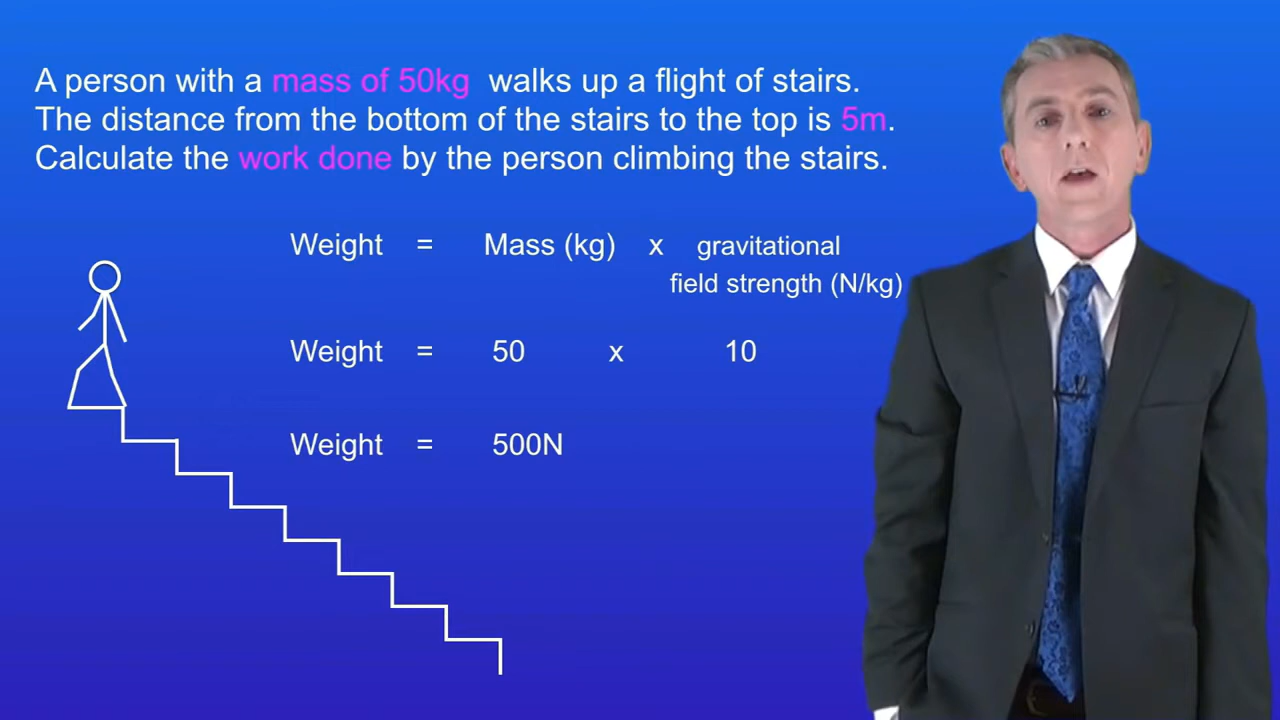 A person with a mass of 50kg walks up a flight of stairs.
The distance from the bottom of the stairs to the top is 5m.
Calculate the work done by the person climbing the stairs.
Weight = Mass (kg) x gravitational
field strength (N/kg)
Weight = 50 x 10
Weight = 500N